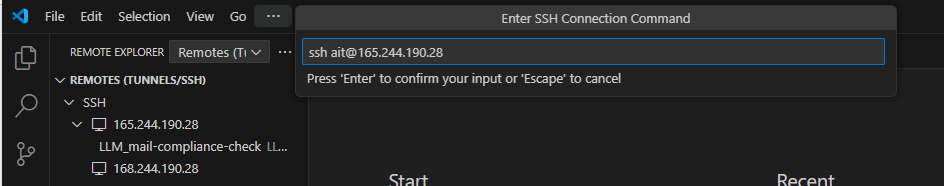 File Edit Selection View Go ···
Enter SSH Connection Command
ssh ait@165.244.190.28
Press 'Enter' to confirm your input or 'Escape' to cancel
REMOTE EXPLORER Remotes (Tu ···
REMOTES (TUNNELS/SSH)
SSH
165.244.190.28
LLM_mail-compliance-check LL...
168.244.190.28
Start Recent